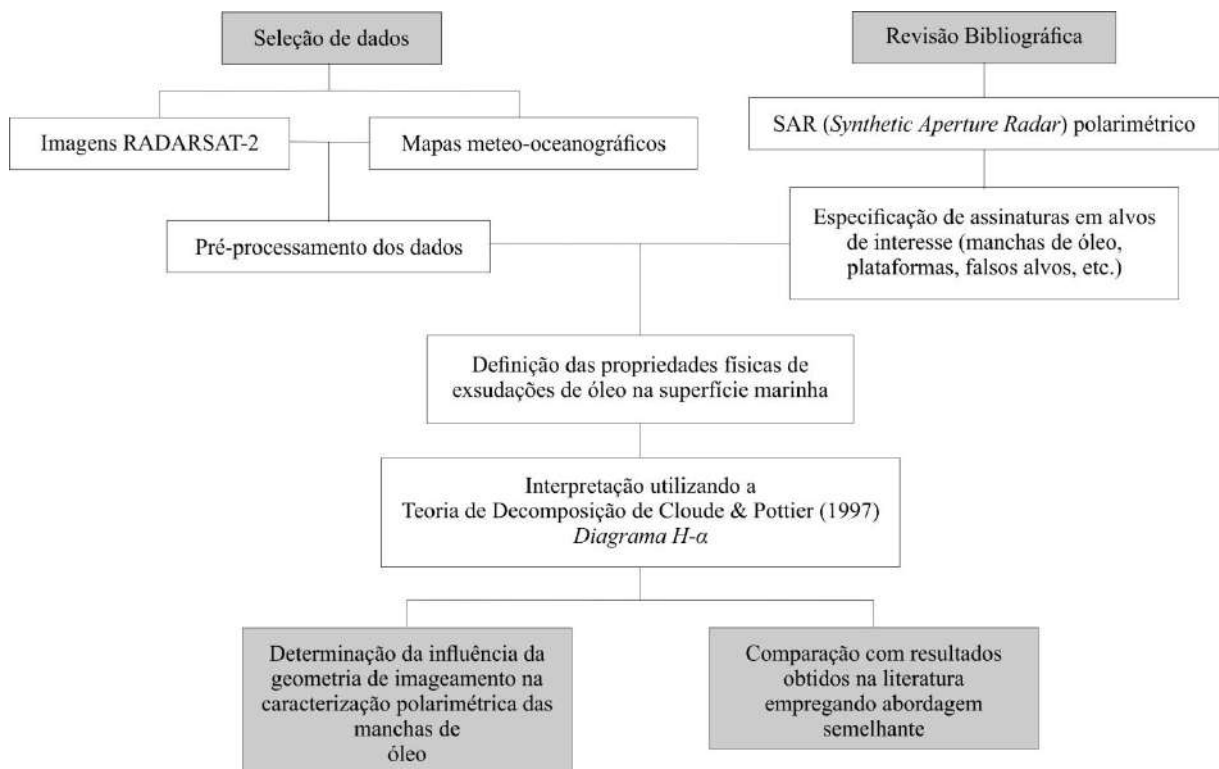 Seleção de dados
Revisão Bibliográfica
Imagens RADARSAT-2
Mapas meteo-oceanográficos
SAR (Synthetic Aperture Radar) polarimétrico
Pré-processamento dos dados
Especificação de assinaturas em alvos
de interesse (manchas de óleo,
plataformas, falsos alvos, etc.)
Definição das propriedades físicas de
exsudações de óleo na superfície marinha
Interpretação utilizando a
Teoria de Decomposição de Cloude & Pottier (1997)
Diagrama H-α
Determinação da influência da
geometria de imageamento na
caracterização polarimétrica das
manchas de
óleo
Comparação com resultados
obtidos na literatura
empregando abordagem
semelhante